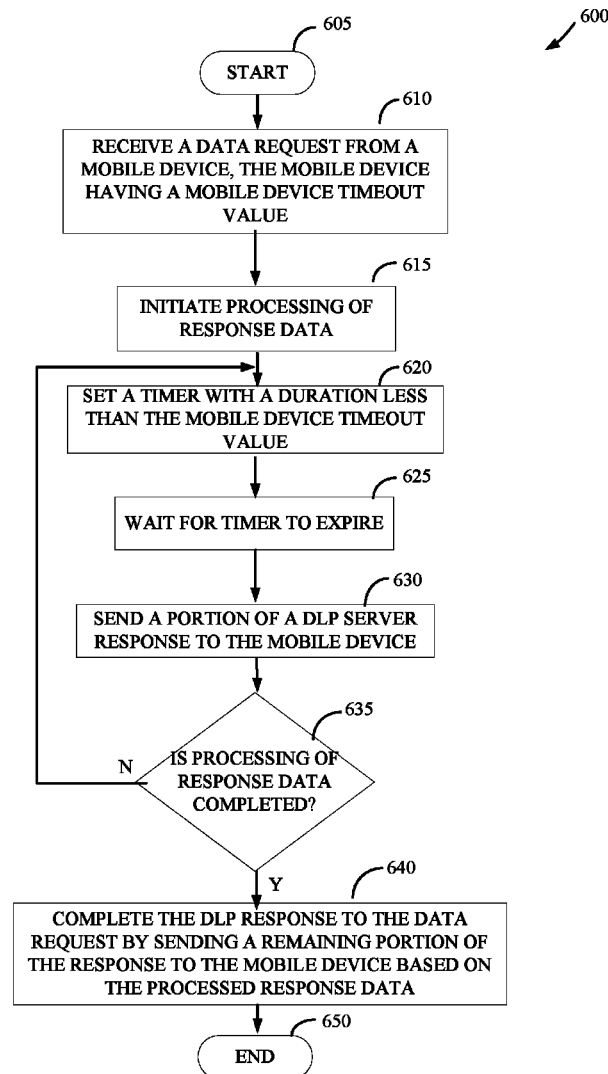 600
605
START
610
RECEIVE A DATA REQUEST FROM A
MOBILE DEVICE, THE MOBILE DEVICE
HAVING A MOBILE DEVICE TIMEOUT
VALUE
615
INITIATE PROCESSING OF
RESPONSE DATA
620
SET A TIMER WITH A DURATION LESS
THAN THE MOBILE DEVICE TIMEOUT
VALUE
625
WAIT FOR TIMER TO EXPIRE
630
SEND A PORTION OF A DLP SERVER
RESPONSE TO THE MOBILE DEVICE
635
IS PROCESSING OF
RESPONSE DATA
COMPLETED?
N
Y
640
COMPLETE THE DLP RESPONSE TO THE DATA
REQUEST BY SENDING A REMAINING PORTION OF
THE RESPONSE TO THE MOBILE DEVICE BASED ON
THE PROCESSED RESPONSE DATA
650
END